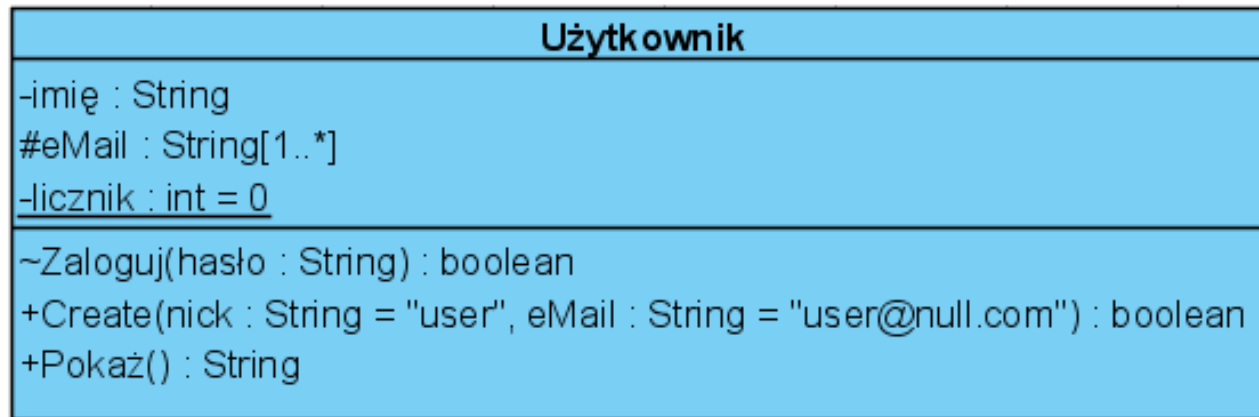 Użytkownik
-imię : String
#eMail : String[1..*]
-licznik : int = 0
~Zaloguj(hasło : String) : boolean
+Create(nick : String = "user", eMail : String = "user@null.com") : boolean
+Pokaż() : String